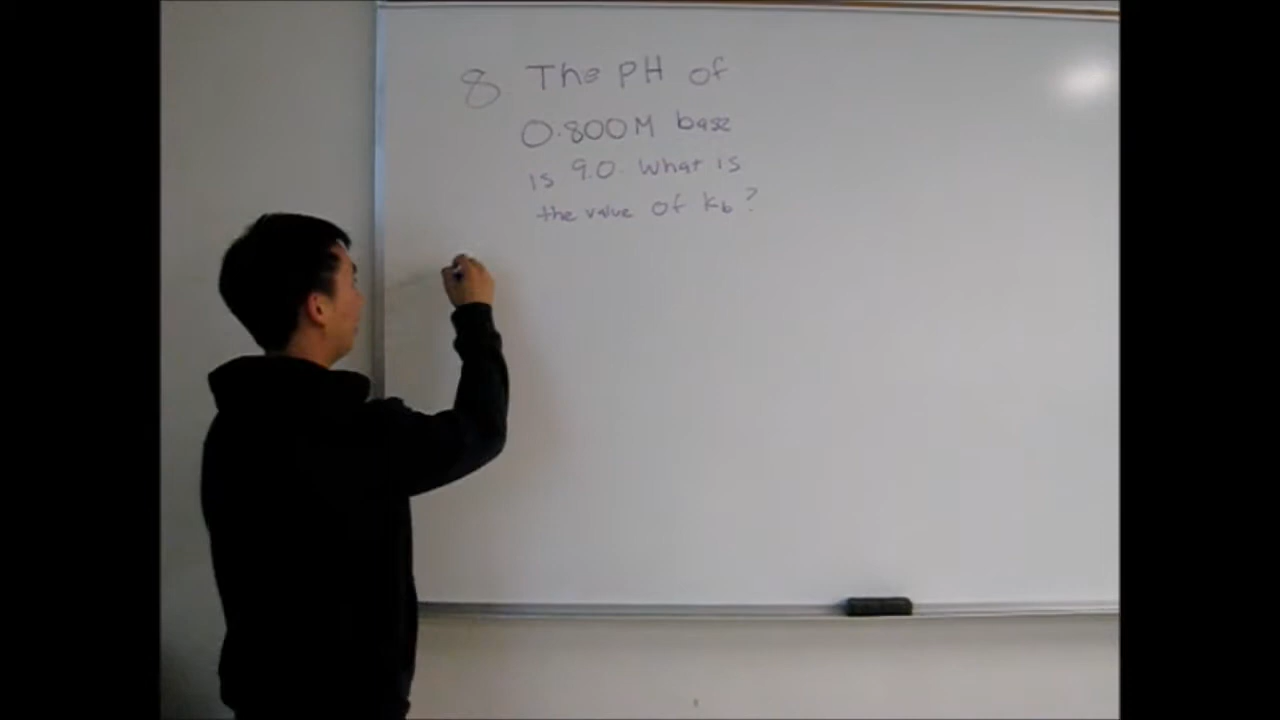 8 The PH of
0.800M base
is 9.0. What is
the value of Kb?